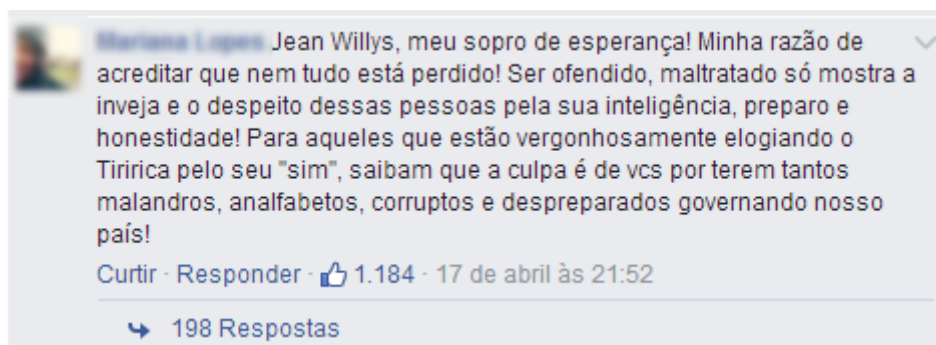 Jean Willys, meu sopro de esperança! Minha razão de
acreditar que nem tudo está perdido! Ser ofendido, maltratado só mostra a
inveja e o despeito dessas pessoas pela sua inteligência, preparo e
honestidade! Para aqueles que estão vergonhosamente elogiando o
Tiririca pelo seu "sim", saibam que a culpa é de vcs por terem tantos
malandros, analfabetos, corruptos e despreparados governando nosso
país!
Curtir · Responder · 1.184 · 17 de abril às 21:52
198 Respostas